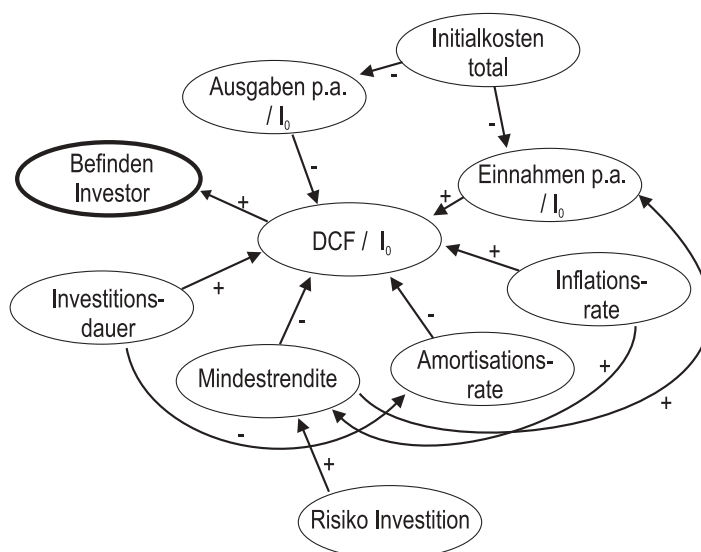 Initialkosten
total
-
Ausgaben p.a.
/ I₀
-
-
Befinden
Investor
+
Einnahmen p.a.
/ I₀
+
DCF / I₀
+
Inflations-
rate
Investitions-
dauer
+
-
-
Mindestrendite
Amortisations-
rate
+
+
-
+
Risiko Investition